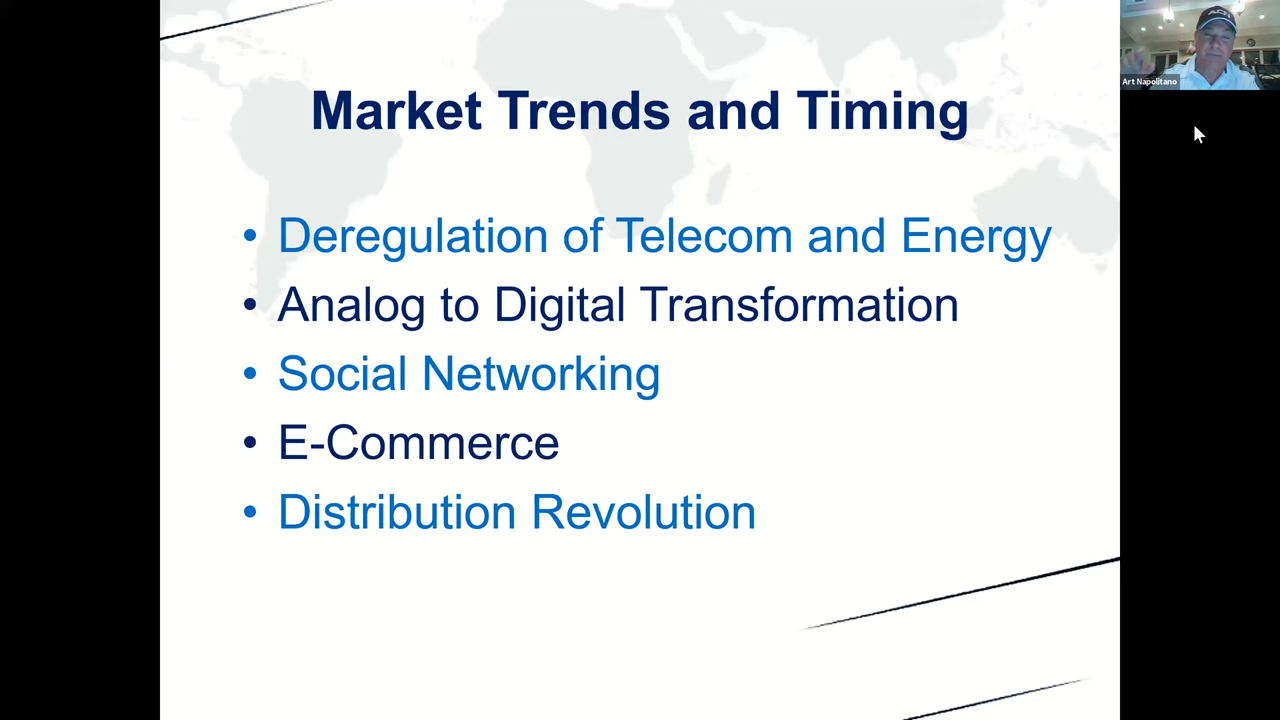 Market Trends and Timing
• Deregulation of Telecom and Energy
• Analog to Digital Transformation
• Social Networking
• E-Commerce
• Distribution Revolution
Art Napolitano